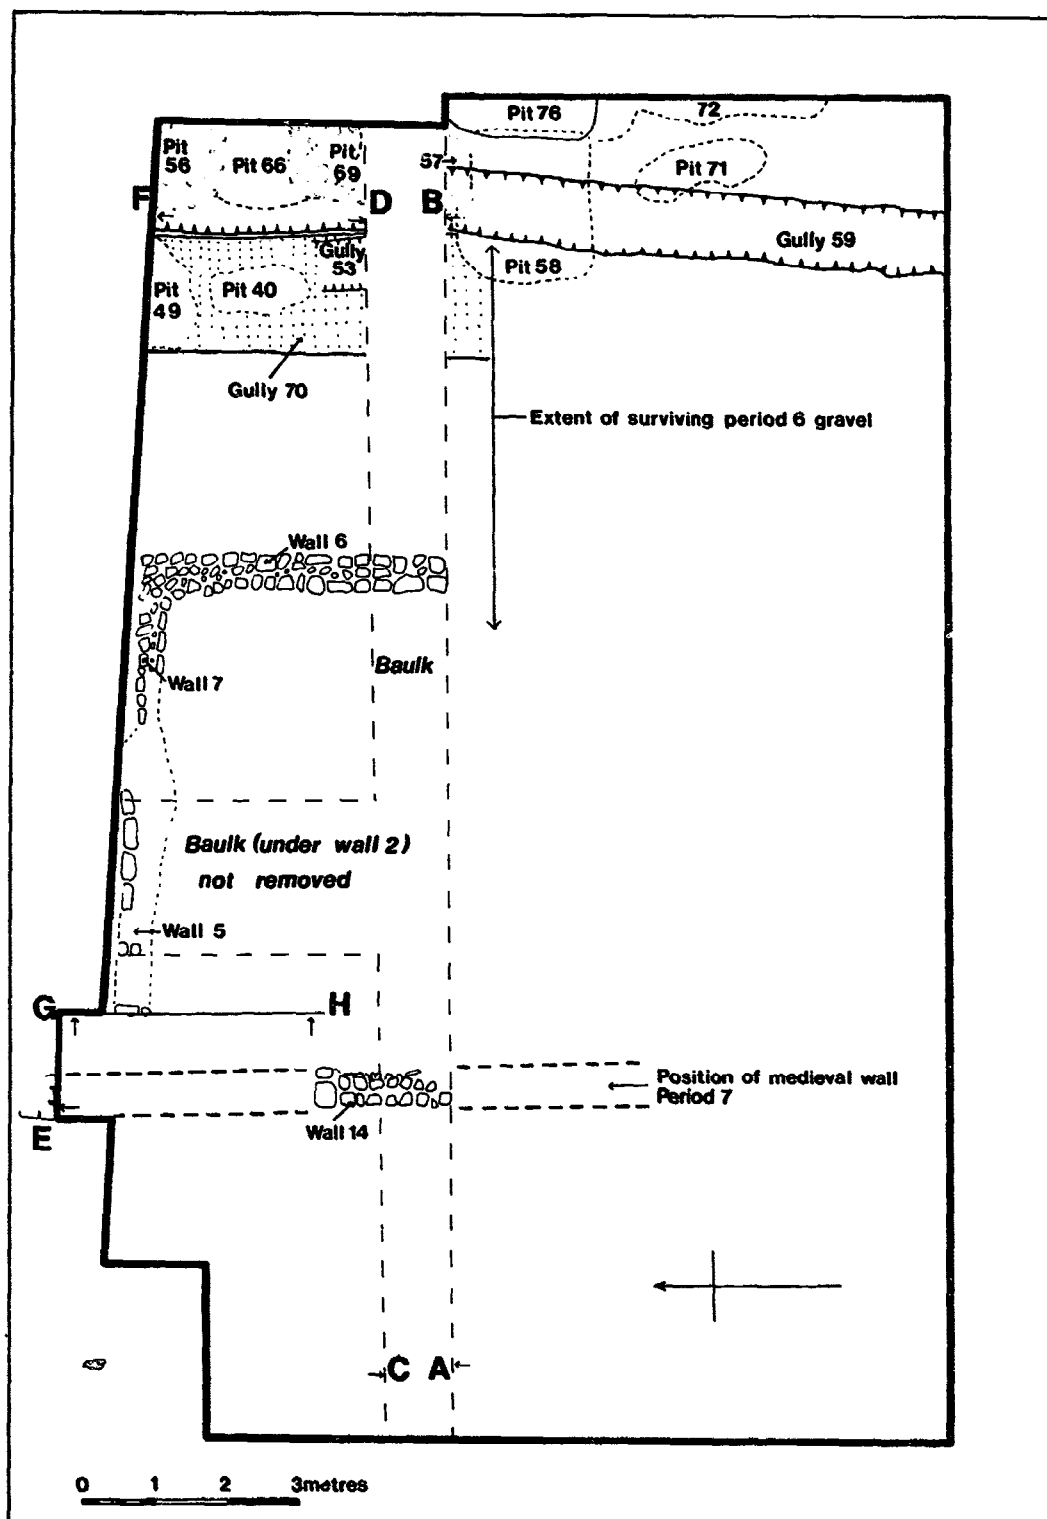 Pit 76
72
Pit
56
Pit 66
Pit
69
57
Pit 71
F
D
B
Gully 59
Gully
53
Pit 58
Pit
49
Pit 40
Gully 70
Extent of surviving period 6 gravel
Wall 6
Baulk
Wall 7
Baulk (under wall 2)
not removed
Wall 5
G
H
Position of medieval wall
Period 7
E
Wall 14
C
A
0 1 2 3metres